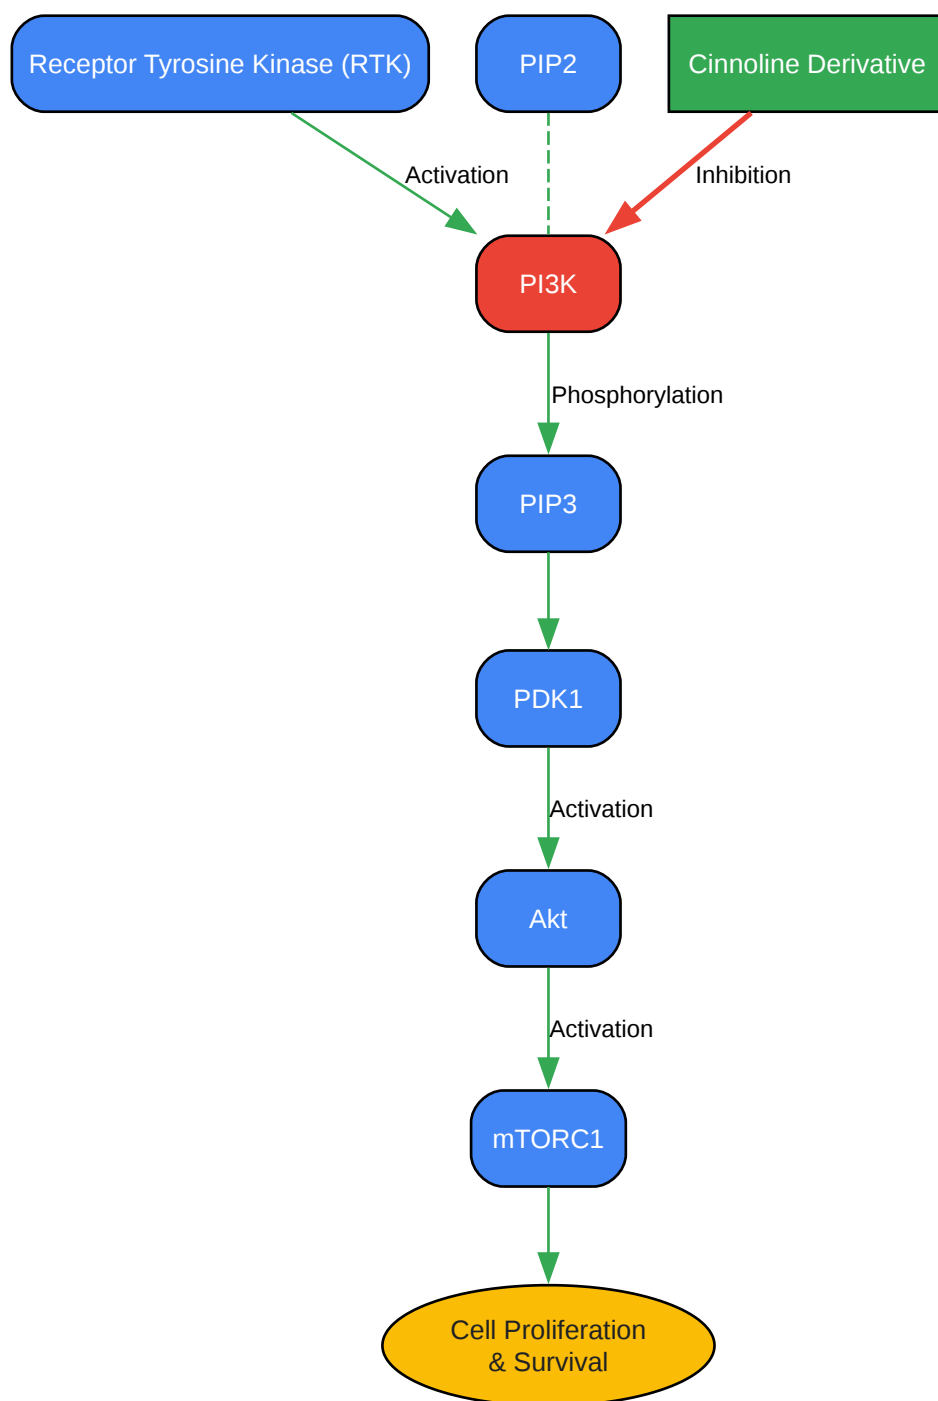 Receptor Tyrosine Kinase (RTK)
PIP2
Cinnoline Derivative
Activation
Inhibition
PI3K
Phosphorylation
PIP3
PDK1
Activation
Akt
Activation
mTORC1
Cell Proliferation
& Survival